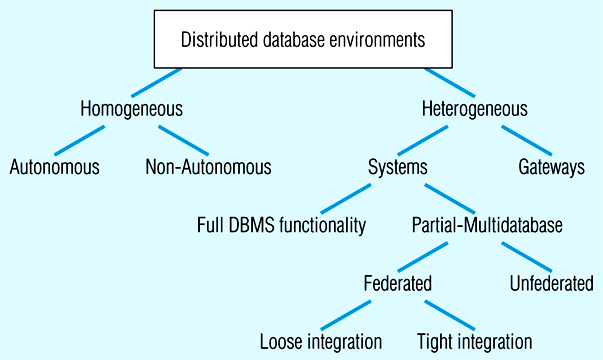 Distributed database environments
Homogeneous
Heterogeneous
Autonomous
Non-Autonomous
Systems
Gateways
Full DBMS functionality
Partial-Multidatabase
Federated
Unfederated
Loose integration
Tight integration